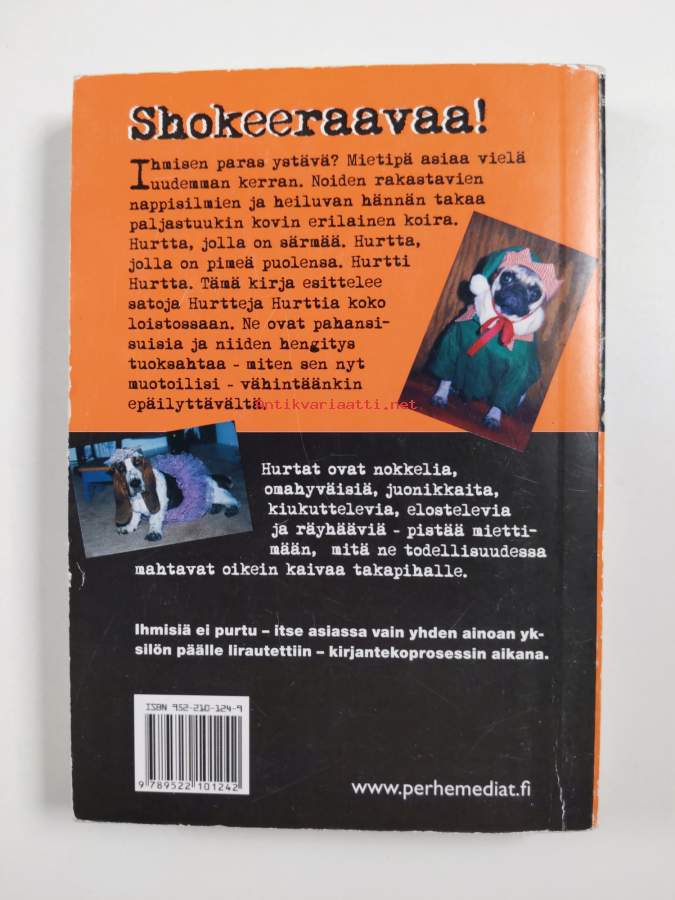 Shokeeraavaa!
Ihmisen paras ystävä? Mietipä asiaa vielä
uudemman kerran. Noiden rakastavien
nappisilmien ja heiluvan hännän takaa
paljastuukin kovin erilainen koira.
Hurtta, jolla on särmää. Hurtta,
jolla on pimeä puolensa. Hurtti
Hurtta. Tämä kirja esittelee
satoja Hurtteja Hurttia koko
loistossaan. Ne ovat pahansi-
suisia ja niiden hengitys
tuoksahtaa - miten sen nyt
muotoilisi - vähintäänkin
epäilyttävältä.
Antikvariaatti.net
Hurtat ovat nokkelia,
omahyväisiä, juonikkaita,
kiukuttelevia, elostelevia
ja räyhääviä - pistää mietti-
mään, mitä ne todellisuudessa
mahtavat oikein kaivaa takapihalle.
Ihmisiä ei purtu – itse asiassa vain yhden ainoan yk-
silön päälle lirautettiin – kirjantekoprosessin aikana.
ISBN 952-210-124-9
9 789522 101242
www.perhemediat.fi